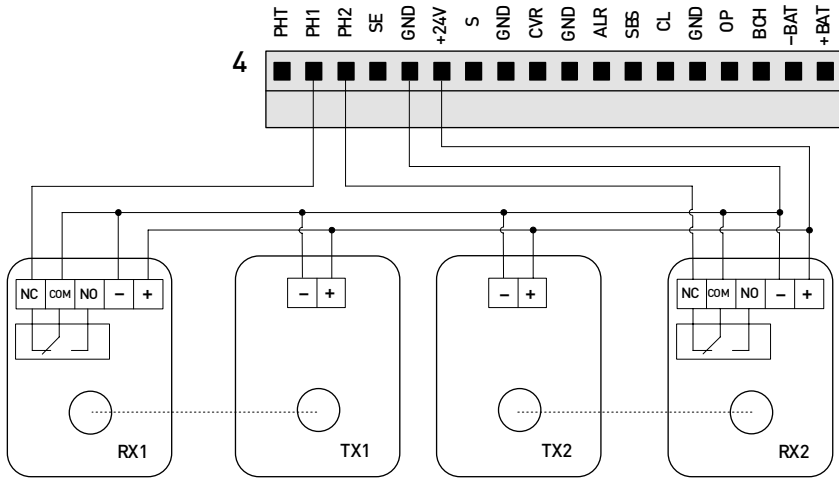 PHT PH1 PH2 SE GND +24V S GND CVR GND ALR SBS CL GND OP BCH -BAT +BAT
4
NC COM NO - + - + - + NC COM NO - +
RX1 TX1 TX2 RX2